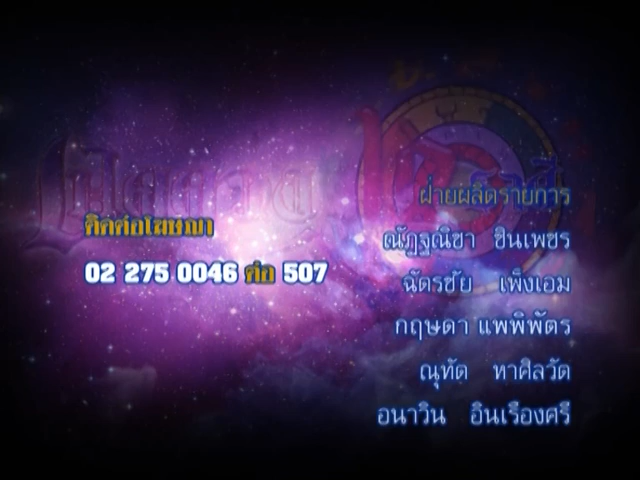 ติดต่อโฆษณา
02 275 0046 ต่อ 507
ฝ่ายผลิตรายการ
ณัฏฐณิชา ชินเพชร
ฉัตรชัย เพ็งเอม
กฤษดา แพพิพัตร
ณุทัต ทาศิลวัด
อนาวิน อินเรืองศรี